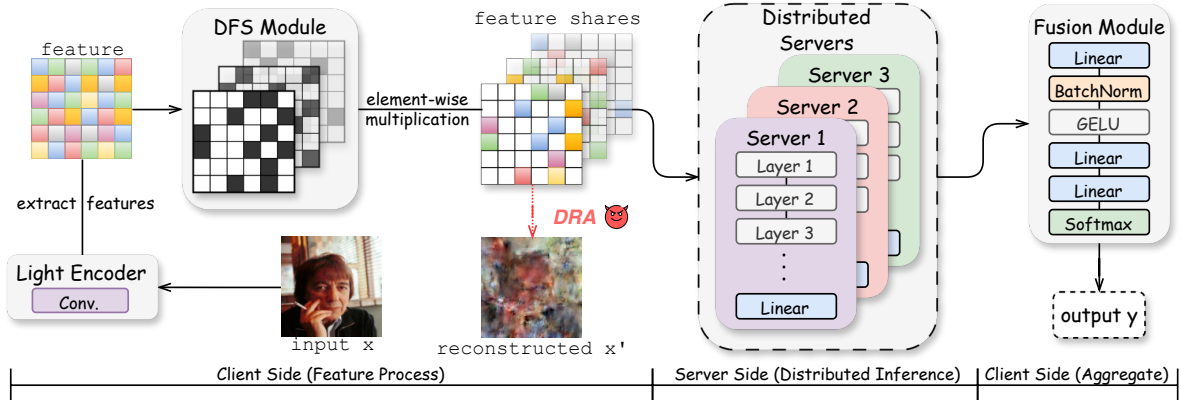 feature
DFS Module
feature shares
Distributed
Servers
Fusion Module
element-wise
multiplication
Server 3
Server 2
Server 1
Layer 1
Layer 2
Layer 3
Linear
Linear
BatchNorm
GELU
Linear
Linear
Softmax
extract features
DRA
Light Encoder
Conv.
input x
reconstructed x'
output y
Client Side (Feature Process)
Server Side (Distributed Inference)
Client Side (Aggregate)